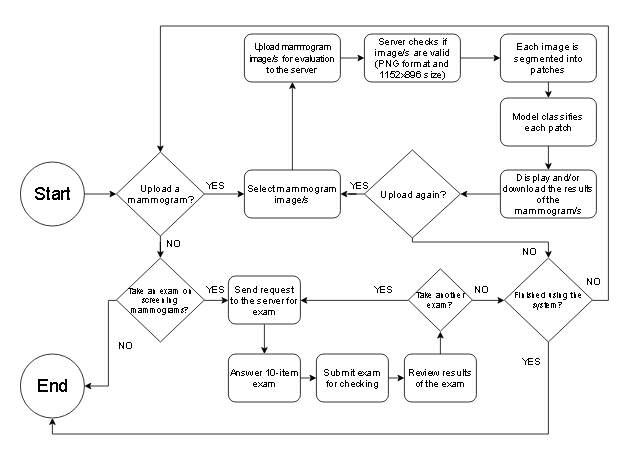 Upload mammogram
image/s for evaluation
to the server
Server checks if
image/s are valid
(PNG format and
1152x896 size)
Each image is
segmented into
patches
Model classifies
each patch
Start
Upload a
mammogram?
YES
Select mammogram
image/s
YES
Upload again?
Display and/or
download the results
of the mammogram/s
NO
NO
Take an exam on
screening
mammograms?
YES
Send request
to the server for
exam
YES
Take another
exam?
NO
Finished using the
system?
NO
NO
YES
End
Answer 10-item
exam
Submit exam
for checking
Review results
of the exam